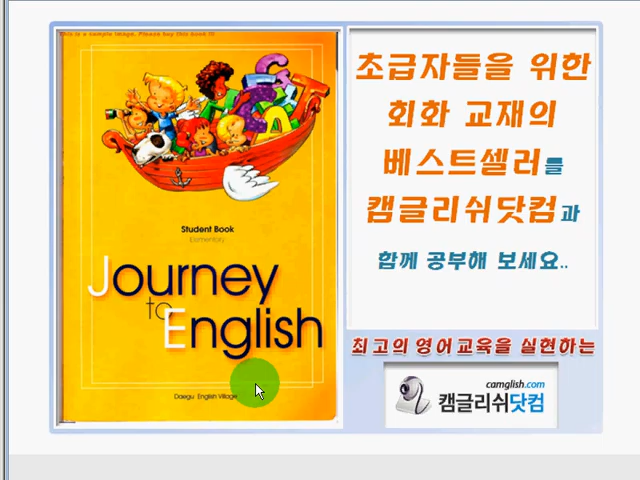 This is a sample image, Please buy this book !!!
Student Book
Elementary
Journey
to
English
Daegu English Village
초급자들을 위한
회화 교재의
베스트셀러를
캠글리쉬닷컴과
함께 공부해 보세요..
최고의 영어교육을 실현하는
camglish.com
캠글리쉬닷컴